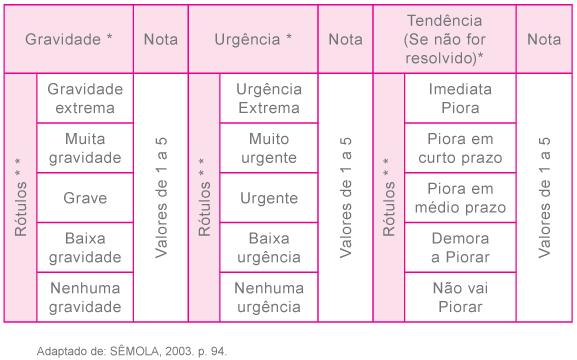 Gravidade *
Nota
Urgência *
Nota
Tendência
(Se não for
resolvido)*
Nota
Rótulos * *
Gravidade
extrema
Muita
gravidade
Grave
Baixa
gravidade
Nenhuma
gravidade
Valores de 1 a 5
Rótulos * *
Urgência
Extrema
Muito
urgente
Urgente
Baixa
urgência
Nenhuma
urgência
Valores de 1 a 5
Rótulos * *
Imediata
Piora
Piora em
curto prazo
Piora em
médio prazo
Demora
a Piorar
Não vai
Piorar
Valores de 1 a 5
Adaptado de: SÊMOLA, 2003. p. 94.